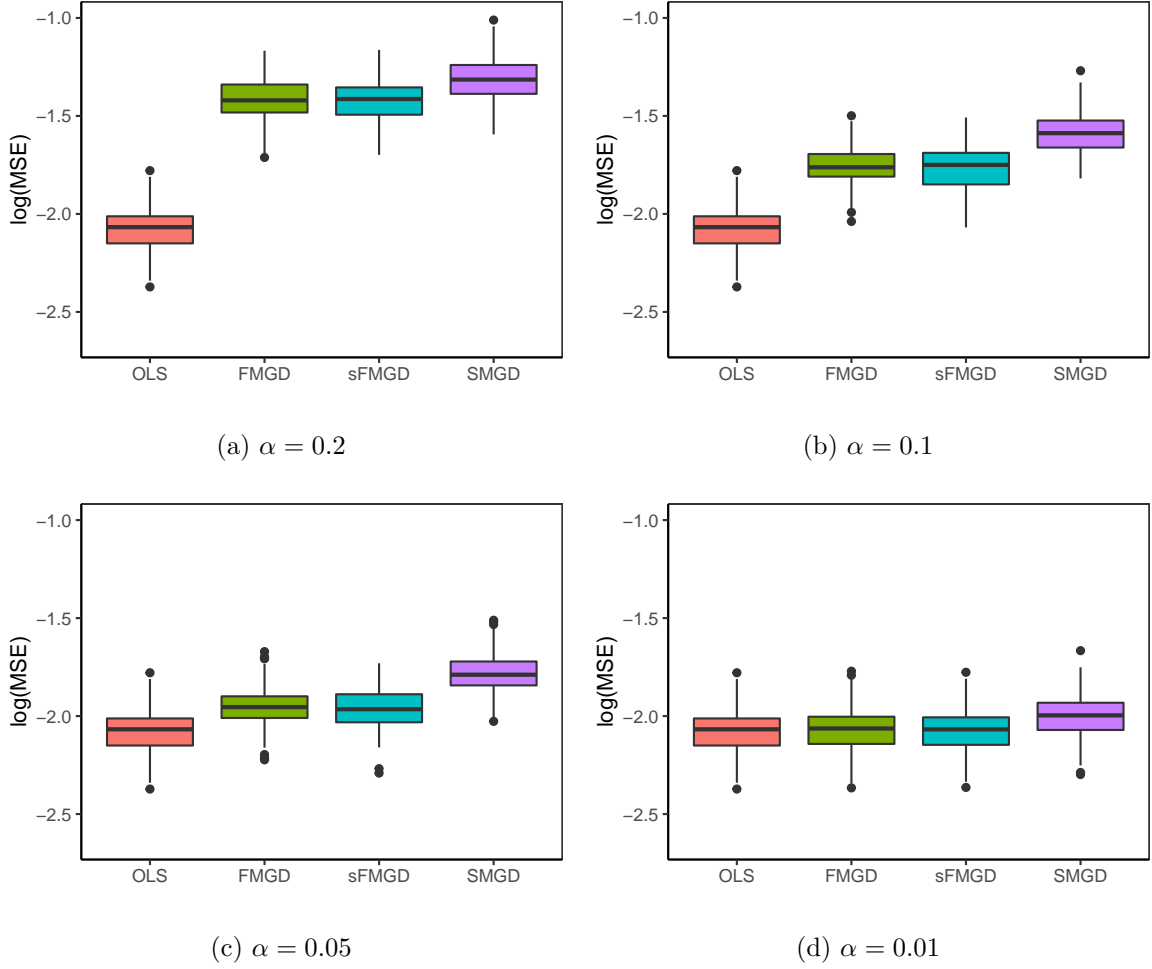 log(MSE)
−1.0
−1.5
−2.0
−2.5
OLS FMGD sFMGD SMGD
(a) α = 0.2
log(MSE)
−1.0
−1.5
−2.0
−2.5
OLS FMGD sFMGD SMGD
(b) α = 0.1
log(MSE)
−1.0
−1.5
−2.0
−2.5
OLS FMGD sFMGD SMGD
(c) α = 0.05
log(MSE)
−1.0
−1.5
−2.0
−2.5
OLS FMGD sFMGD SMGD
(d) α = 0.01